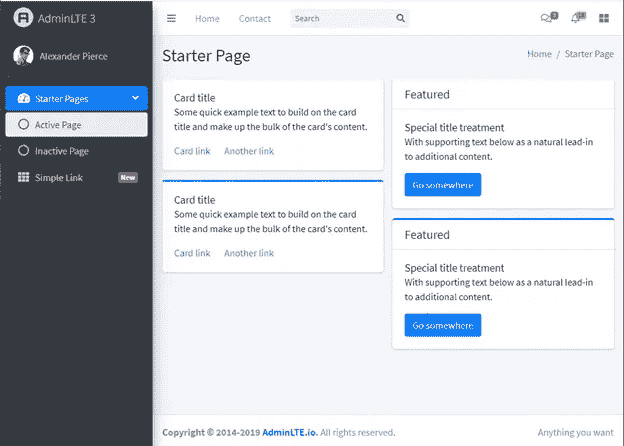 AdminLTE 3
Home Contact Search
Alexander Pierce
Starter Pages
Active Page
Inactive Page
Simple Link New
Starter Page
Home / Starter Page
Card title
Some quick example text to build on the card
title and make up the bulk of the card's content.
Card link Another link
Card title
Some quick example text to build on the card
title and make up the bulk of the card's content.
Card link Another link
Featured
Special title treatment
With supporting text below as a natural lead-in
to additional content.
Go somewhere
Featured
Special title treatment
With supporting text below as a natural lead-in
to additional content.
Go somewhere
Copyright © 2014-2019 AdminLTE.io. All rights reserved.
Anything you want